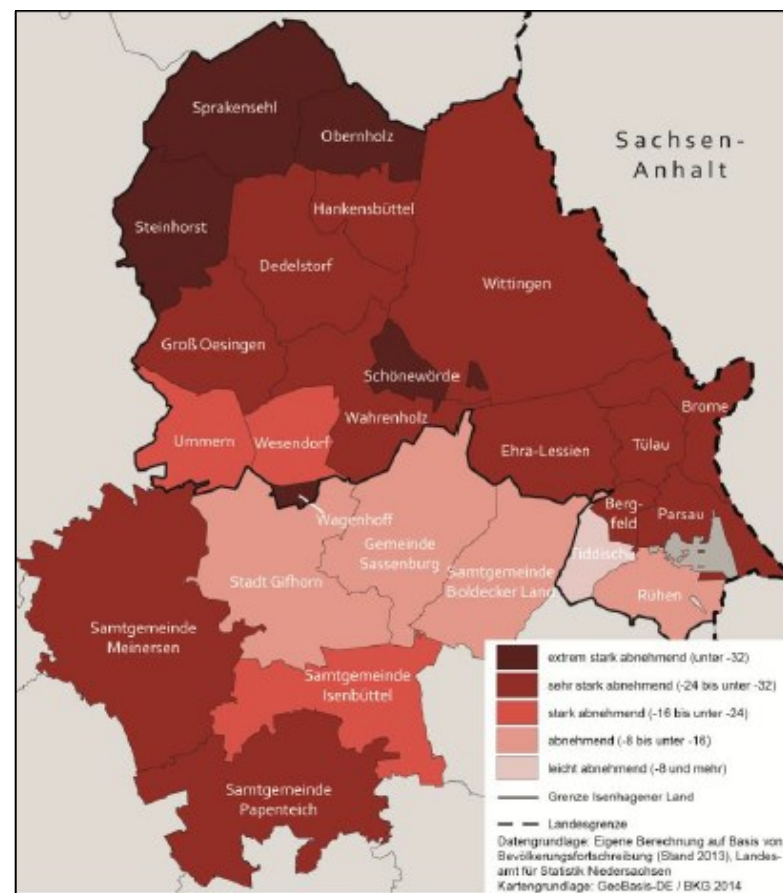 Sprakensehl
Obernholz
Sachsen-
Anhalt
Hankensbüttel
Steinhorst
Dedelstorf
Wittingen
Groß Oesingen
Schönewörde
Brome
Wahrenholz
Ummern
Wesendorf
Ehra-Lessien
Tülau
Berg-
feld
Parsau
Wagenhoff
Gemeinde
Sassenburg
Tiddische
Stadt Gifhorn
Samtgemeinde
Boldecker Land
Rühen
Samtgemeinde
Meinersen
Samtgemeinde
Isenbüttel
Samtgemeinde
Papenteich
extrem stark abnehmend (unter -32)
sehr stark abnehmend (-24 bis unter -32)
stark abnehmend (-16 bis unter -24)
abnehmend (-8 bis unter -16)
leicht abnehmend (-8 und mehr)
Grenze Isenhagener Land
Landesgrenze
Datengrundlage: Eigene Berechnung auf Basis von
Bevölkerungsfortschreibung (Stand 2013), Landes-
amt für Statistik Niedersachsen
Kartengrundlage: GeoBasis-DE / BKG 2014